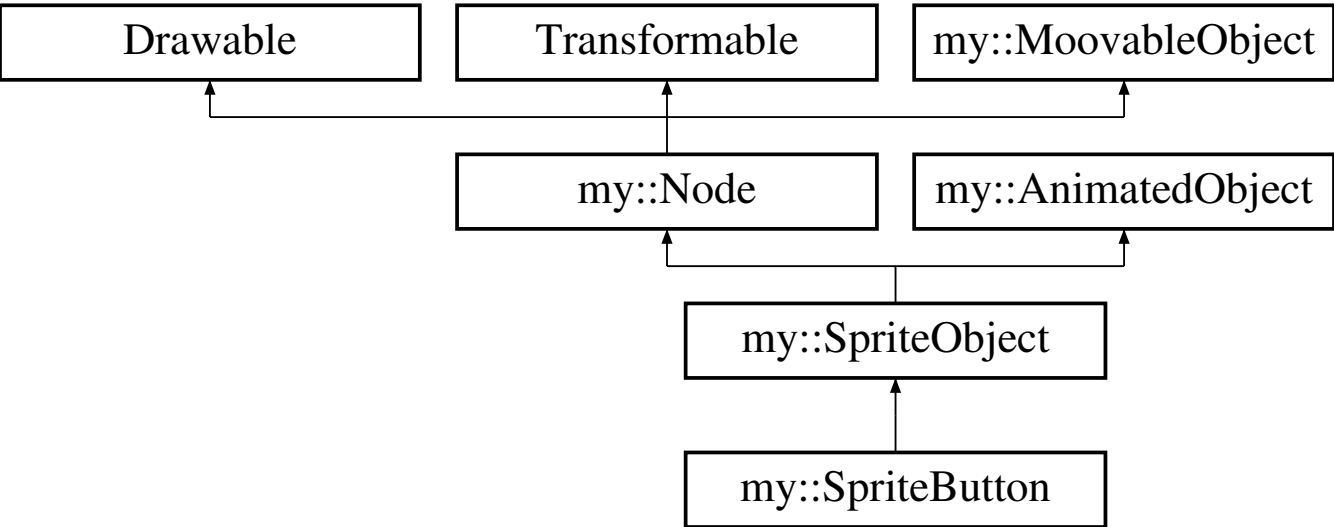 Drawable
Transformable
my::MoovableObject
my::Node
my::AnimatedObject
my::SpriteObject
my::SpriteButton